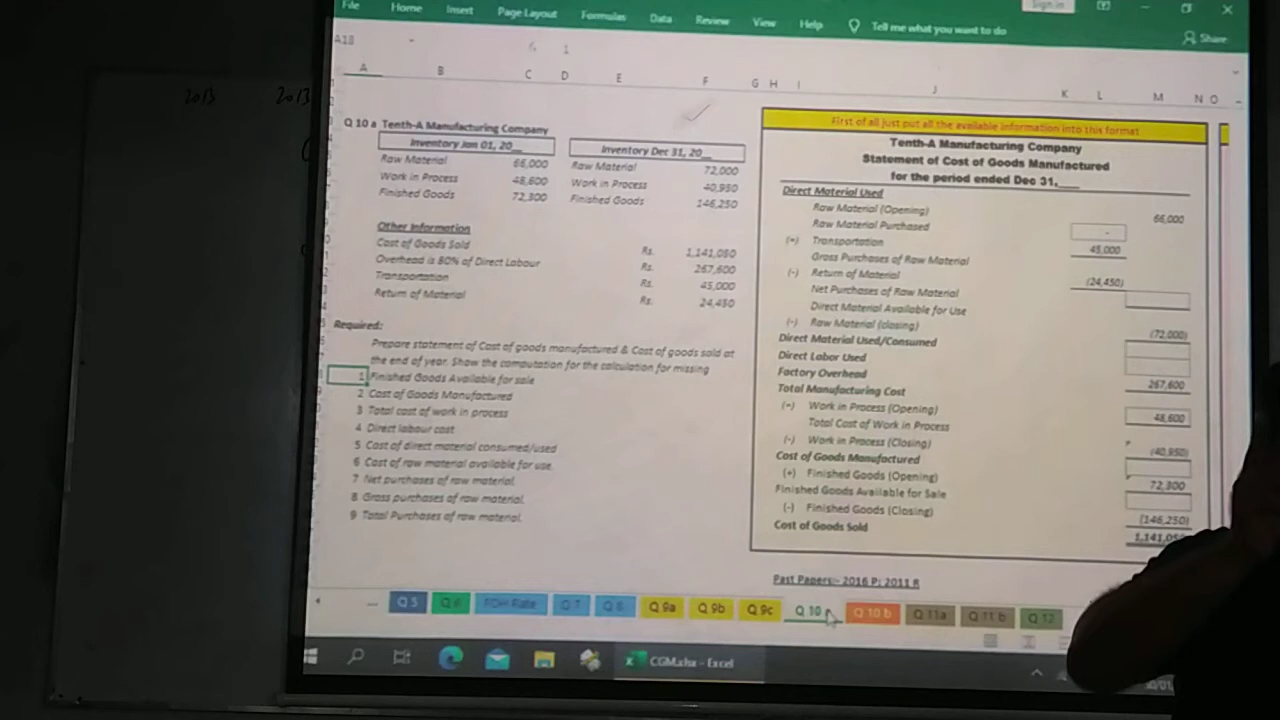 2013 2013
File Home Insert Page Layout Formulas Data Review View Help Tell me what you want to do
Sign in
Share
A18 1
A B C D E F G H I J K L M N O
Q 10 a Tenth-A Manufacturing Company
Inventory Jan 01, 20__ Inventory Dec 31, 20__
Raw Material 66,000 Raw Material 72,000
Work in Process 48,600 Work in Process 40,950
Finished Goods 72,300 Finished Goods 146,250
Other Information
Cost of Goods Sold Rs. 1,141,050
Overhead is 80% of Direct Labour Rs. 267,600
Transportation Rs. 45,000
Return of Material Rs. 24,450
Required:
Prepare statement of Cost of goods manufactured & Cost of goods sold at
the end of year. Show the computation for the calculation for missing
1 Finished Goods Available for sale
2 Cost of Goods Manufactured
3 Total cost of work in process
4 Direct labour cost
5 Cost of direct material consumed/used
6 Cost of raw material available for use.
7 Net purchases of raw material.
8 Gross purchases of raw material.
9 Total Purchases of raw material.
First of all just put all the available information into this format
Tenth-A Manufacturing Company
Statement of Cost of Goods Manufactured
for the period ended Dec 31,___
Direct Material Used
Raw Material (Opening) 66,000
Raw Material Purchased -
(+) Transportation 45,000
Gross Purchases of Raw Material
(-) Return of Material (24,450)
Net Purchases of Raw Material
Direct Material Available for Use
(-) Raw Material (closing) (72,000)
Direct Material Used/Consumed
Direct Labor Used
Factory Overhead 267,600
Total Manufacturing Cost
(+) Work in Process (Opening) 48,600
Total Cost of Work in Process
(-) Work in Process (Closing) (40,950)
Cost of Goods Manufactured
(+) Finished Goods (Opening) 72,300
Finished Goods Available for Sale
(-) Finished Goods (Closing) (146,250)
Cost of Goods Sold 1,141,05
Past Papers:- 2016 P; 2011 R
... Q 5 Q 6 FOH Rate Q 7 Q 8 Q 9a Q 9b Q 9c Q 10 Q 10 b Q 11a Q 11 b Q 12
CGM.xlsx - Excel